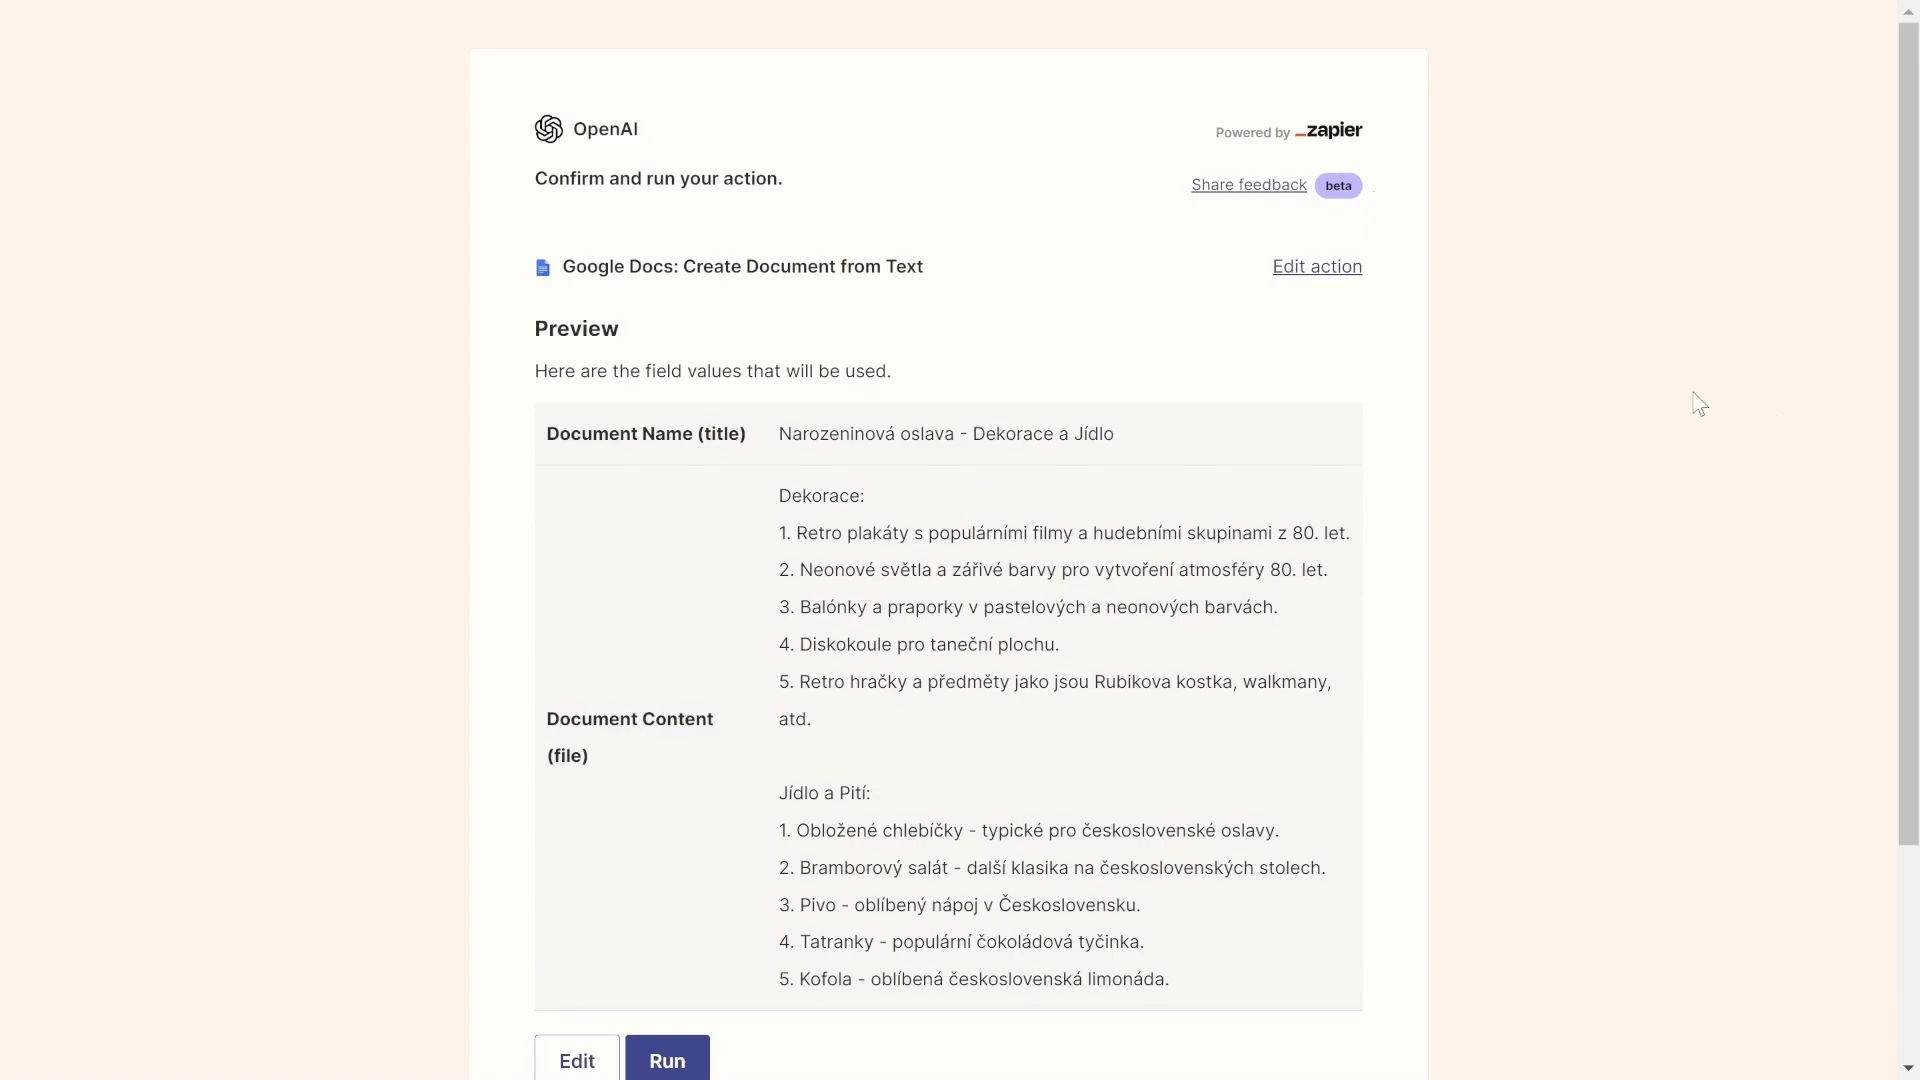 OpenAI
Powered by zapier
Confirm and run your action.
Share feedback beta
Google Docs: Create Document from Text
Edit action
Preview
Here are the field values that will be used.
Document Name (title)
Narozeninová oslava - Dekorace a Jídlo
Document Content
(file)
Dekorace:
1. Retro plakáty s populárními filmy a hudebními skupinami z 80. let.
2. Neonové světla a zářivé barvy pro vytvoření atmosféry 80. let.
3. Balónky a praporky v pastelových a neonových barvách.
4. Diskokoule pro taneční plochu.
5. Retro hračky a předměty jako jsou Rubikova kostka, walkmany,
atd.
Jídlo a Pití:
1. Obložené chlebíčky - typické pro československé oslavy.
2. Bramborový salát - další klasika na československých stolech.
3. Pivo - oblíbený nápoj v Československu.
4. Tatranky - populární čokoládová tyčinka.
5. Kofola - oblíbená československá limonáda.
Edit
Run